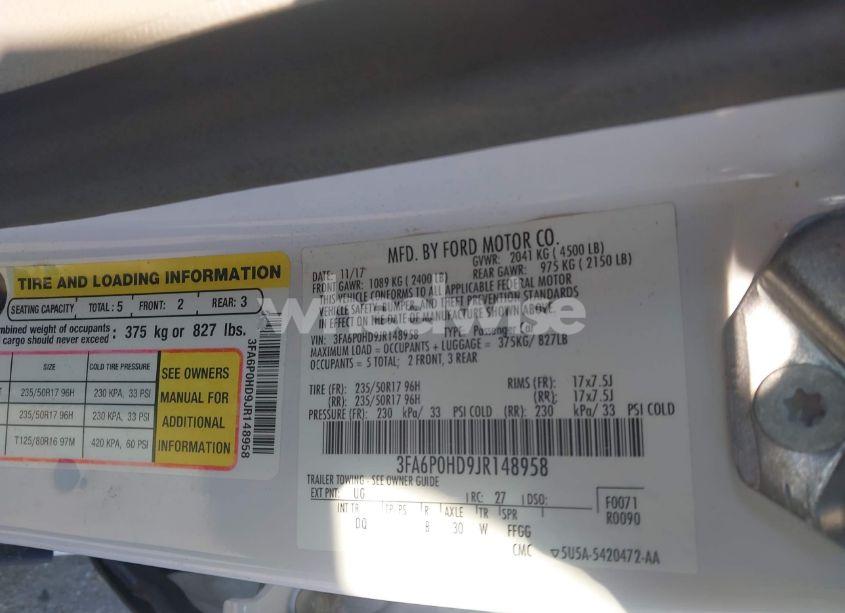 TIRE AND LOADING INFORMATION
SEATING CAPACITY TOTAL: 5 FRONT: 2 REAR: 3
ombined weight of occupants
cargo should never exceed : 375 kg or 827 lbs.
SIZE COLD TIRE PRESSURE
235/50R17 96H 230 KPA, 33 PSI
235/50R17 96H 230 KPA, 33 PSI
T125/80R16 97M 420 KPA, 60 PSI
SEE OWNERS
MANUAL FOR
ADDITIONAL
INFORMATION
3FA6P0HD9JR148958
MFD. BY FORD MOTOR CO.
DATE: 11/17 GVWR: 2041 KG ( 4500 LB)
FRONT GAWR: 1089 KG ( 2400 LB) REAR GAWR: 975 KG ( 2150 LB)
THIS VEHICLE CONFORMS TO ALL APPLICABLE FEDERAL MOTOR
VEHICLE SAFETY, BUMPER, AND THEFT PREVENTION STANDARDS
IN EFFECT ON THE DATE OF MANUFACTURE SHOWN ABOVE.
VIN: 3FA6P0HD9JR148958 TYPE: Passenger Car
MAXIMUM LOAD = OCCUPANTS + LUGGAGE = 375KG/ 827LB
OCCUPANTS = 5 TOTAL; 2 FRONT, 3 REAR
TIRE (FR): 235/50R17 96H RIMS (FR): 17x7.5J
(RR): 235/50R17 96H (RR): 17x7.5J
PRESSURE (FR): 230 kPa/ 33 PSI COLD (RR): 230 kPa/ 33 PSI COLD
3FA6P0HD9JR148958
TRAILER TOWING - SEE OWNER GUIDE
EXT PNT: UG RC: 27 DSO: F0071
INT TR TP/PS R AXLE TR SPR R0090
DQ B 30 W FFGG
CMC 5U5A-5420472-AA